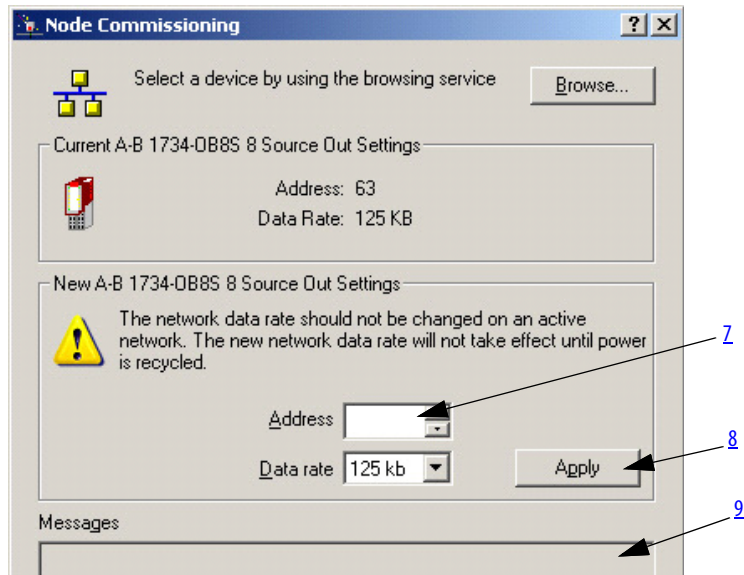 Node Commissioning
Select a device by using the browsing service
Browse...
Current A-B 1734-OB8S 8 Source Out Settings
Address: 63
Data Rate: 125 KB
New A-B 1734-OB8S 8 Source Out Settings
The network data rate should not be changed on an active
network. The new network data rate will not take effect until power
is recycled.
7
Address
8
Data rate 125 kb
Apply
9
Messages